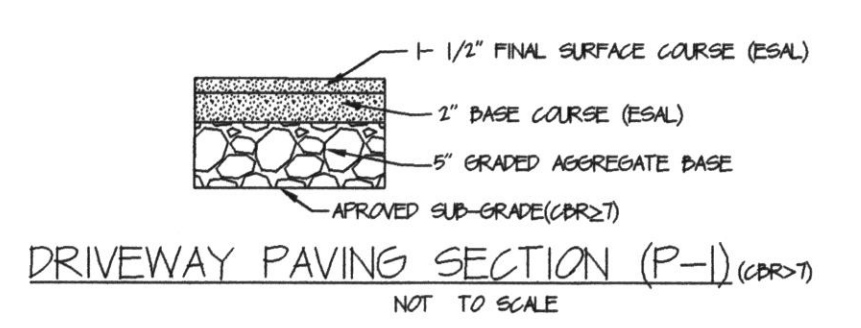 1- 1/2" FINAL SURFACE COURSE (ESAL)
2" BASE COURSE (ESAL)
5" GRADED AGGREGATE BASE
APROVED SUB-GRADE(CBR≥7)
DRIVEWAY PAVING SECTION (P-1) (CBR>7)
NOT TO SCALE